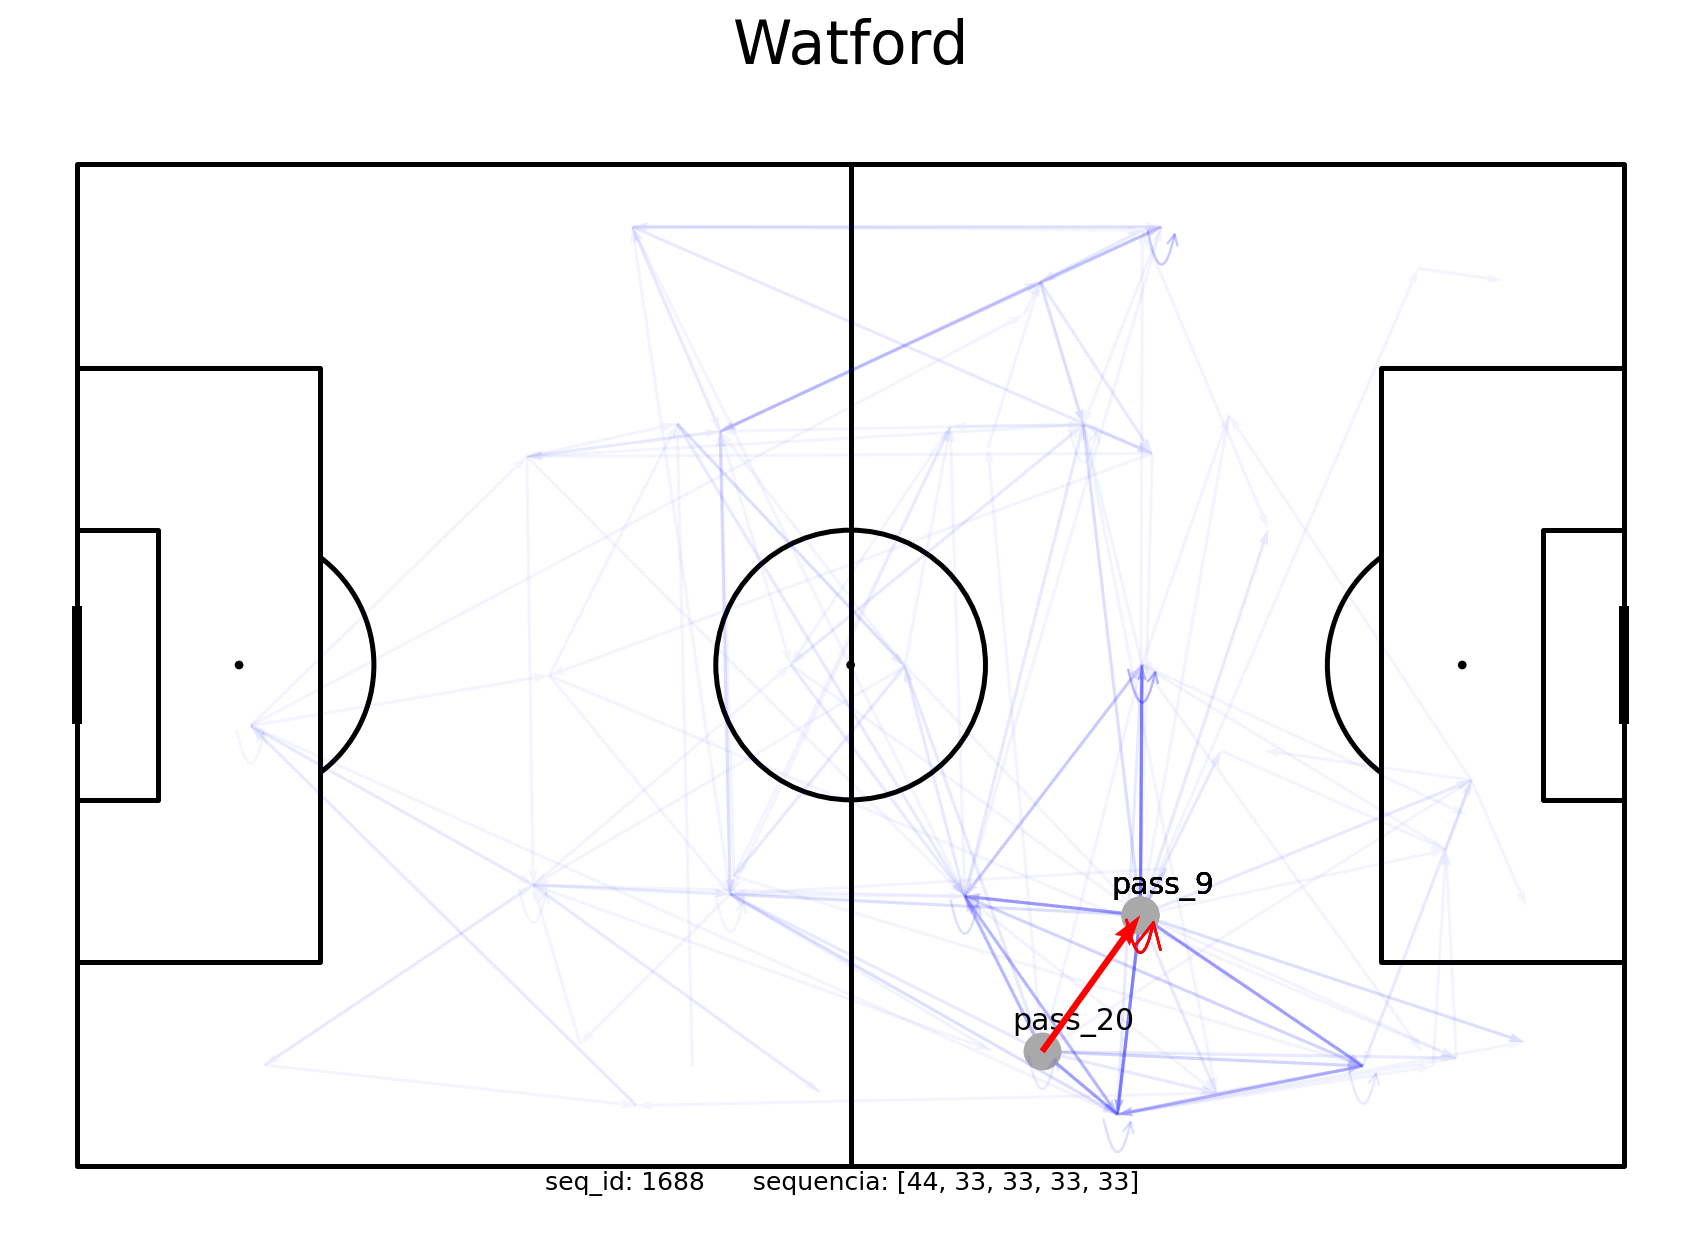 Watford
pass_9
pass_20
seq_id: 1688 sequencia: [44, 33, 33, 33, 33]